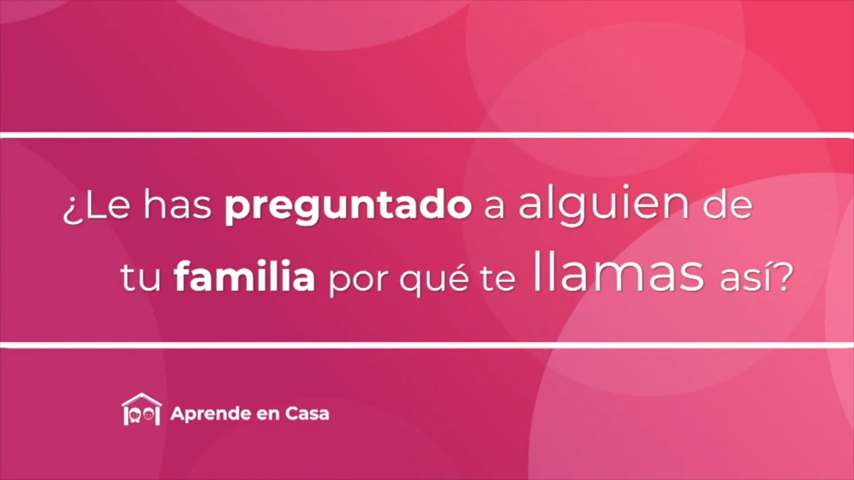 ¿Le has preguntado a alguien de
tu familia por qué te llamas así?
Aprende en Casa